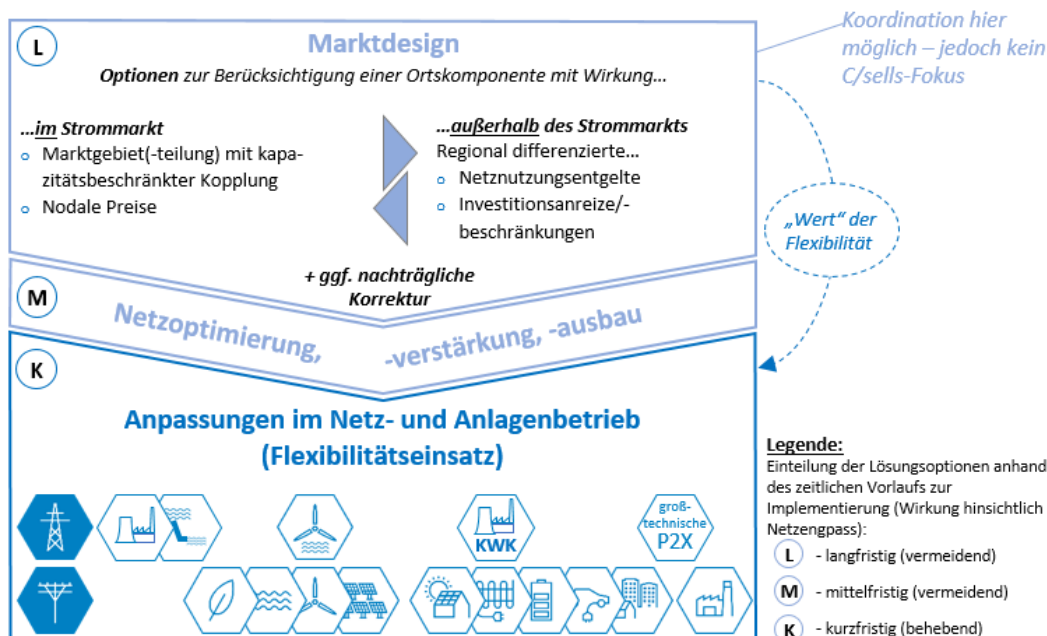 L
Marktdesign
Optionen zur Berücksichtigung einer Ortskomponente mit Wirkung...
...im Strommarkt
Marktgebiet(-teilung) mit kapa-
zitätsbeschränkter Kopplung
Nodale Preise
...außerhalb des Strommarkts
Regional differenzierte...
Netznutzungsentgelte
Investitionsanreize/-
beschränkungen
+ ggf. nachträgliche
Korrektur
Koordination hier
möglich – jedoch kein
C/sells-Fokus
„Wert“ der
Flexibilität
M
Netzoptimierung, -verstärkung, -ausbau
K
Anpassungen im Netz- und Anlagenbetrieb
(Flexibilitätseinsatz)
KWK
groß-
technische
P2X
Legende:
Einteilung der Lösungsoptionen anhand
des zeitlichen Vorlaufs zur
Implementierung (Wirkung hinsichtlich
Netzengpass):
L - langfristig (vermeidend)
M - mittelfristig (vermeidend)
K - kurzfristig (behebend)